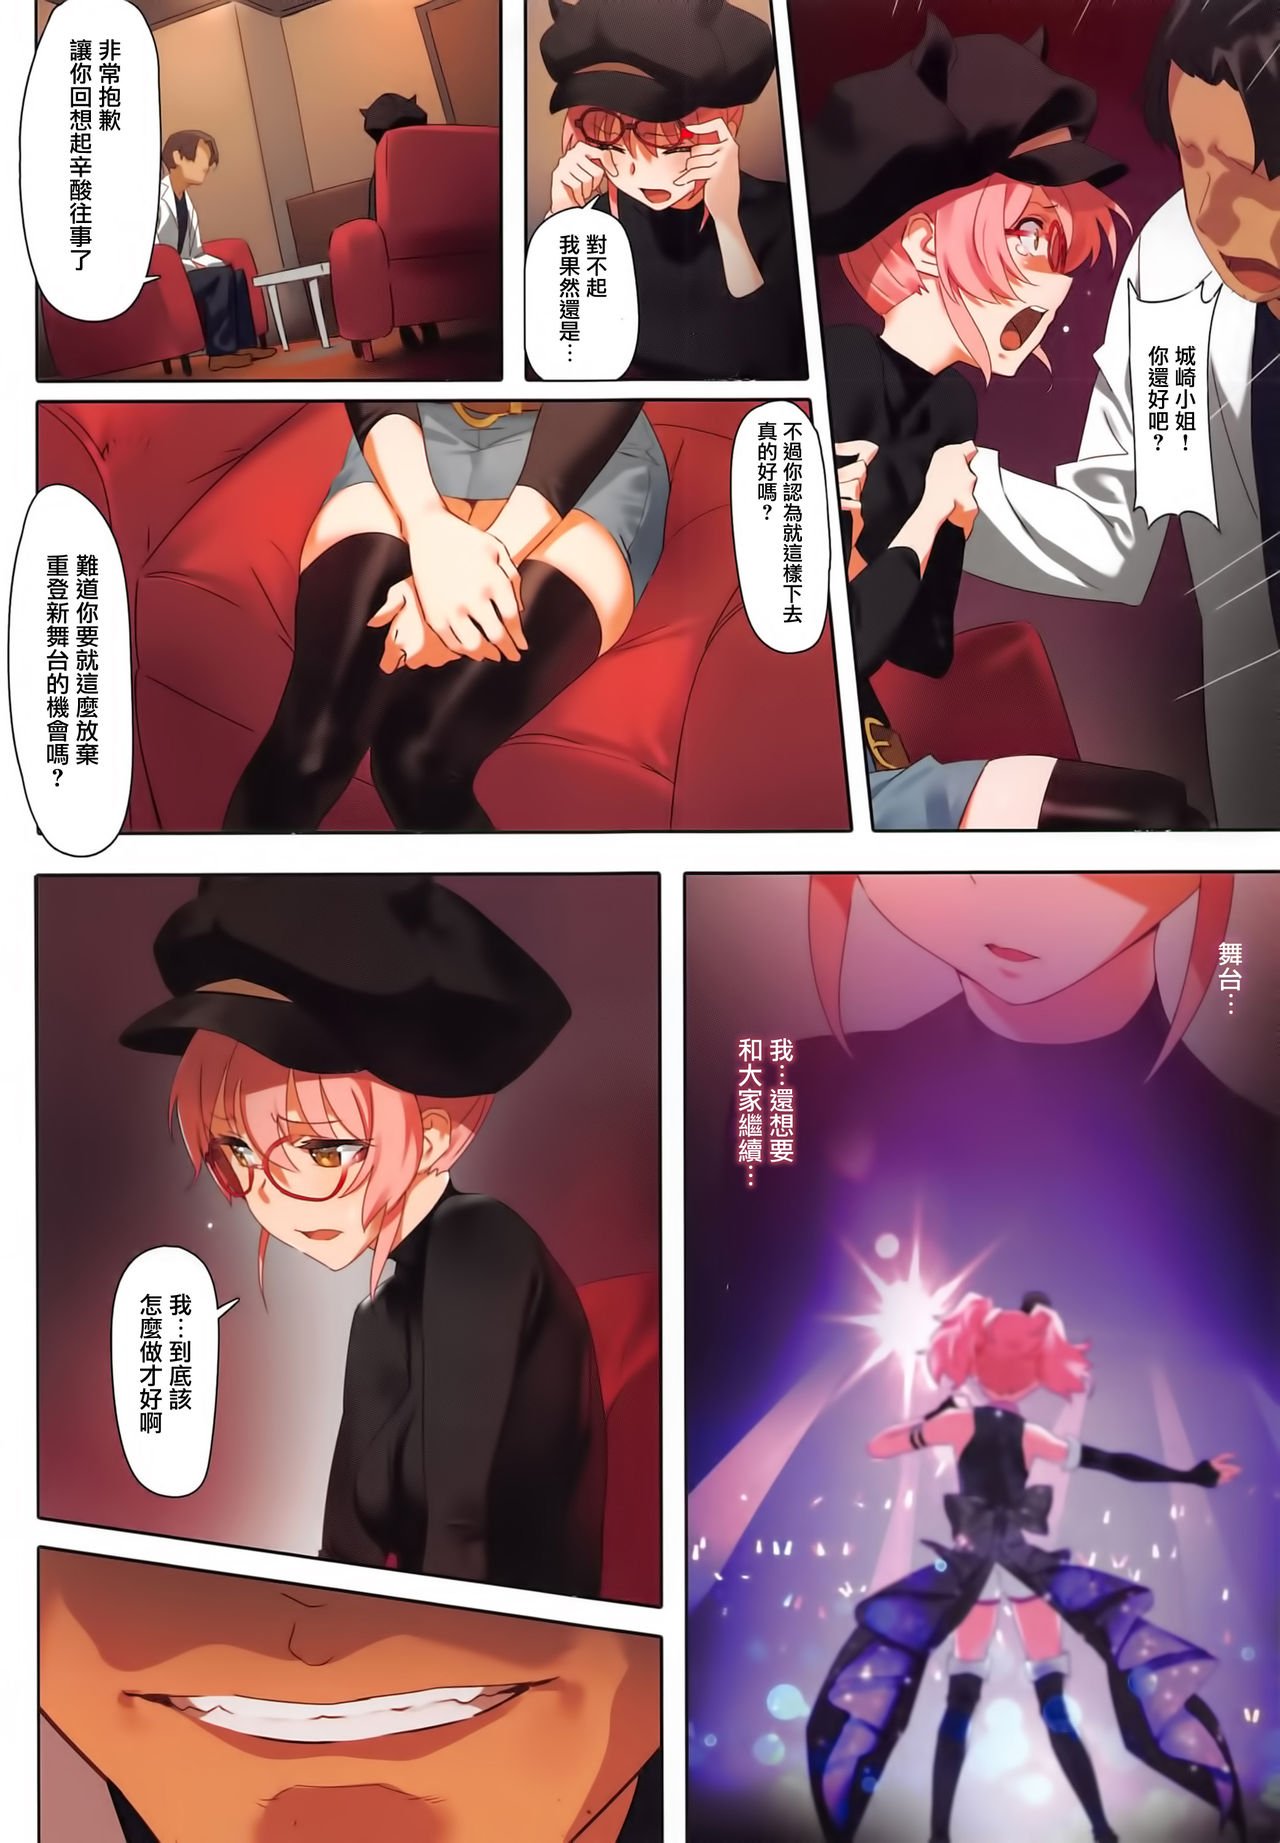 城崎小姐！
你還好吧？
對不起
我果然還是…
非常抱歉
讓你回想起辛酸往事了
不過你認為就這樣下去
真的好嗎？
難道你要就這麼放棄
重登新舞台的機會嗎？
舞台…
我…還想要
和大家繼續…
我…到底該
怎麼做才好啊